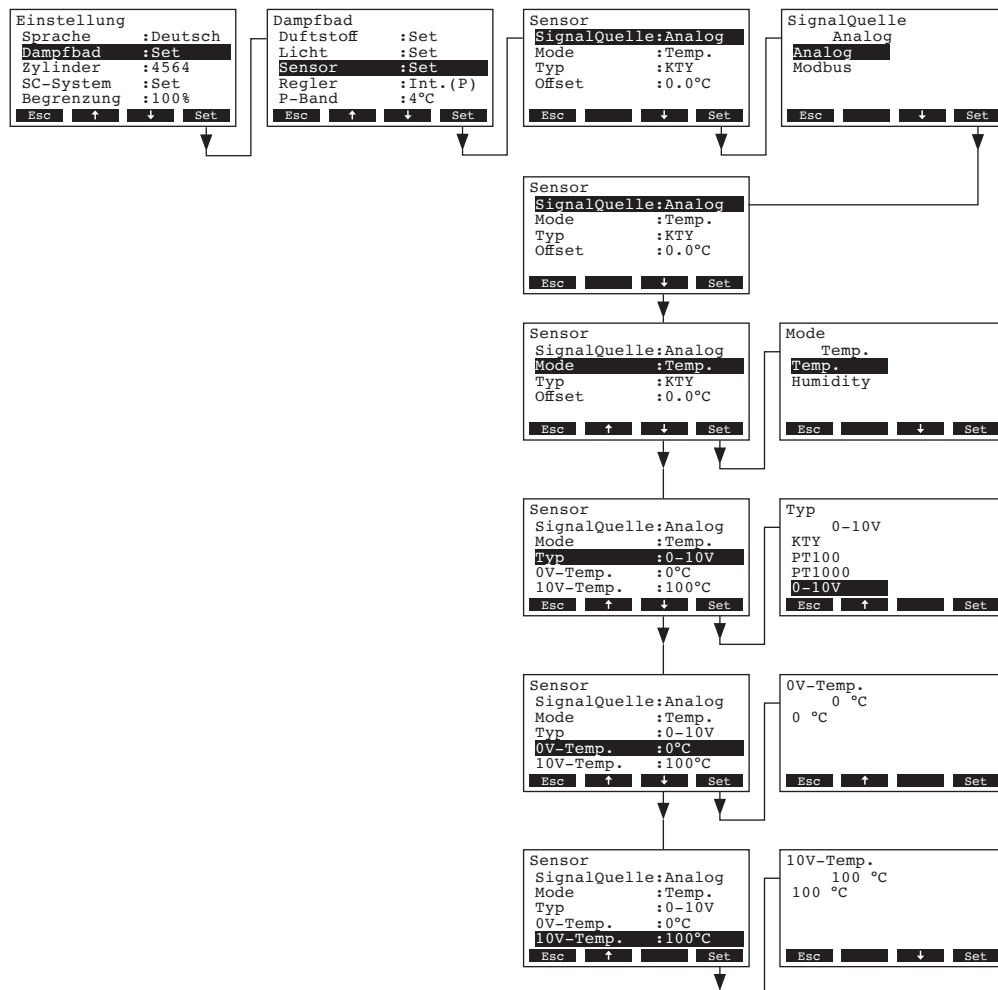 Einstellung
Sprache :Deutsch
Dampfbad :Set
Zylinder :4564
SC-System :Set
Begrenzung :100%
Esc ↑ ↓ Set
Dampfbad
Duftstoff :Set
Licht :Set
Sensor :Set
Regler :Int.(P)
P-Band :4°C
Esc ↑ ↓ Set
Sensor
SignalQuelle:Analog
Mode :Temp.
Typ :KTY
Offset :0.0°C
Esc ↓ Set
SignalQuelle
Analog
Analog
Modbus
Esc ↓ Set
Sensor
SignalQuelle:Analog
Mode :Temp.
Typ :KTY
Offset :0.0°C
Esc ↓ Set
Sensor
SignalQuelle:Analog
Mode :Temp.
Typ :KTY
Offset :0.0°C
Esc ↑ ↓ Set
Mode
Temp.
Temp.
Humidity
Esc ↓ Set
Sensor
SignalQuelle:Analog
Mode :Temp.
Typ :0-10V
0V-Temp. :0°C
10V-Temp. :100°C
Esc ↑ ↓ Set
Typ
0-10V
KTY
PT100
PT1000
0-10V
Esc ↑ Set
Sensor
SignalQuelle:Analog
Mode :Temp.
Typ :0-10V
0V-Temp. :0°C
10V-Temp. :100°C
Esc ↑ ↓ Set
0V-Temp.
0 °C
0 °C
Esc ↑ Set
Sensor
SignalQuelle:Analog
Mode :Temp.
Typ :0-10V
0V-Temp. :0°C
10V-Temp. :100°C
Esc ↑ Set
10V-Temp.
100 °C
100 °C
Esc ↓ Set